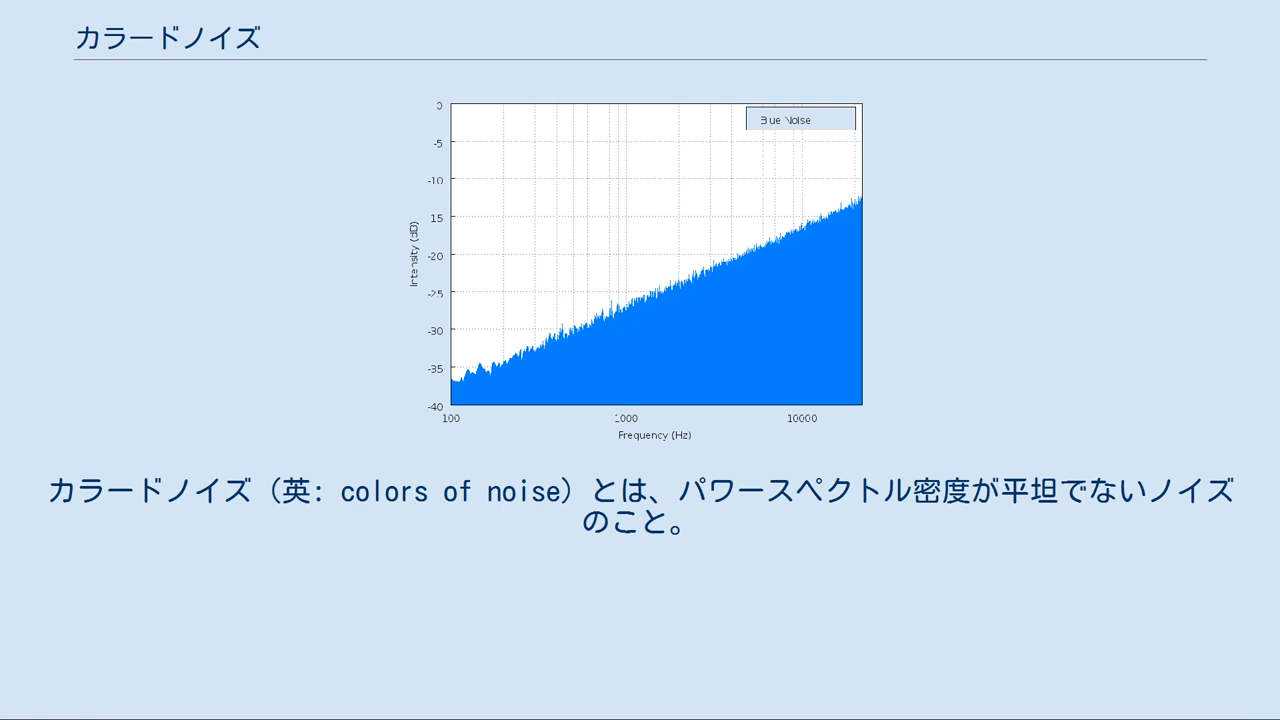 カラードノイズ
Blue Noise
0
-5
-10
15
-20
-25
-30
-35
-40
Intensity (dB)
100
1000
10000
Frequency (Hz)
カラードノイズ（英: colors of noise）とは、パワースペクトル密度が平坦でないノイズ
のこと。